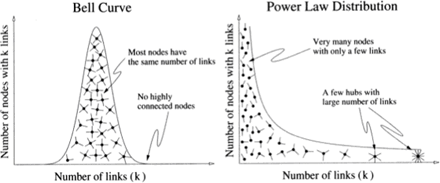 Bell Curve
Number of nodes with k links
Most nodes have
the same number of links
No highly
connected nodes
Number of links (k)
Power Law Distribution
Number of nodes with k links
Very many nodes
with only a few links
A few hubs with
large number of links
Number of links (k)